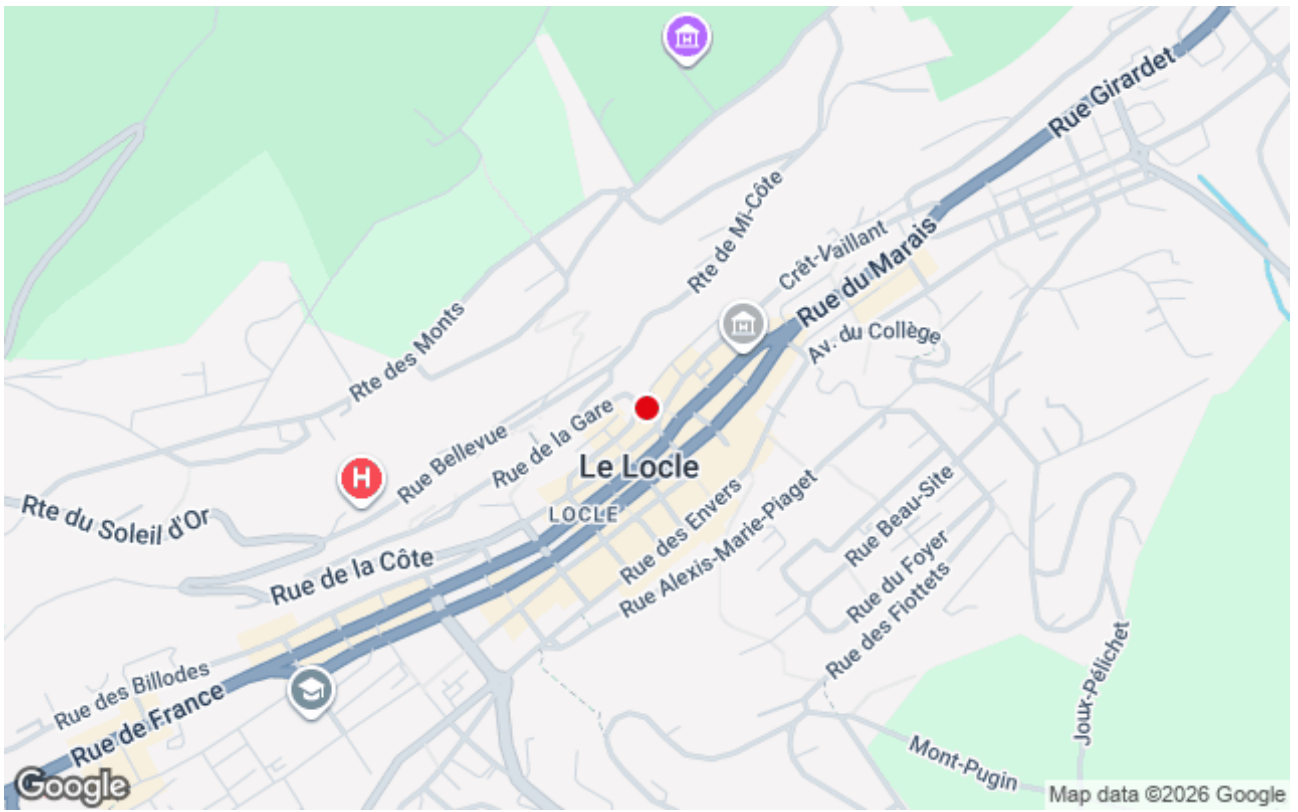 Rue Girardet
Rte de Mi-Côte
Crêt-Vaillant
Rue du Marais
Av. du Collège
Rte des Monts
Rue de la Gare
Rue Bellevue
H
Le Locle
LOCLE
Rte du Soleil d'Or
Rue de la Côte
Rue des Envers
Rue Alexis-Marie-Piaget
Rue Beau-Site
Rue du Foyer
Rue des Fiottets
Joux-Pélichet
Rue des Billodes
Rue de France
Mont-Pugin
Google
Map data ©2026 Google